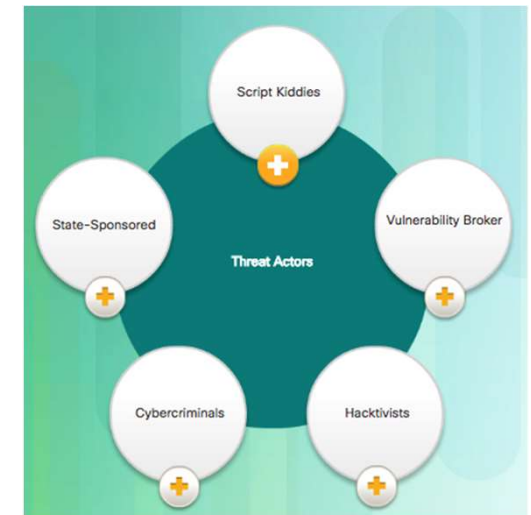 Script Kiddies
State-Sponsored
Vulnerability Broker
Threat Actors
Cybercriminals
Hacktivists